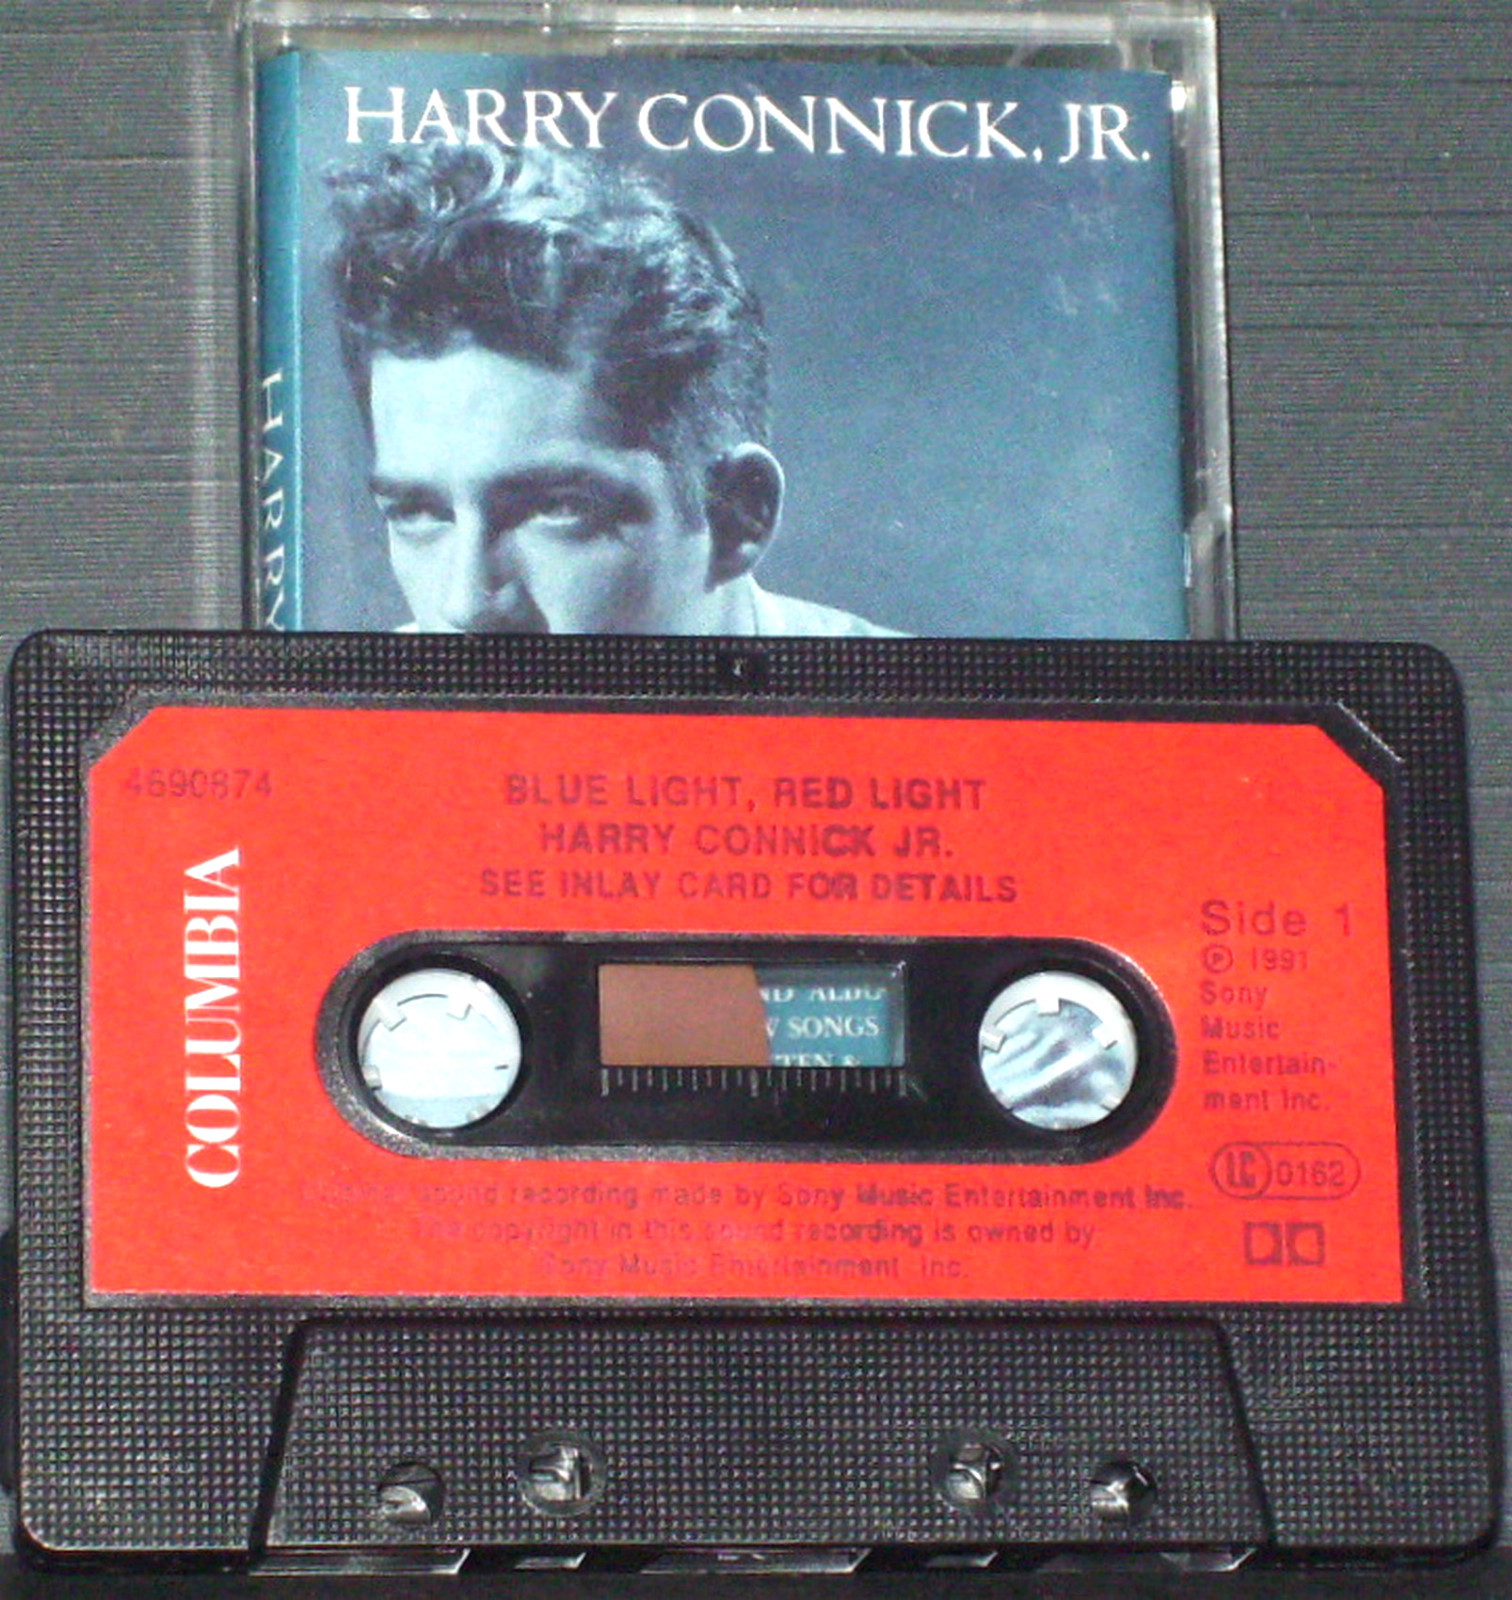 HARRY CONNICK, JR.
HARRY
4690874
BLUE LIGHT, RED LIGHT
HARRY CONNICK JR.
SEE INLAY CARD FOR DETAILS
COLUMBIA
Side 1
℗ 1991
Sony
Music
Entertain-
ment Inc.
LC 0162
SONGS
sound recording made by Sony Music Entertainment Inc.
The copyright in this sound recording is owned by
Sony Music Entertainment Inc.